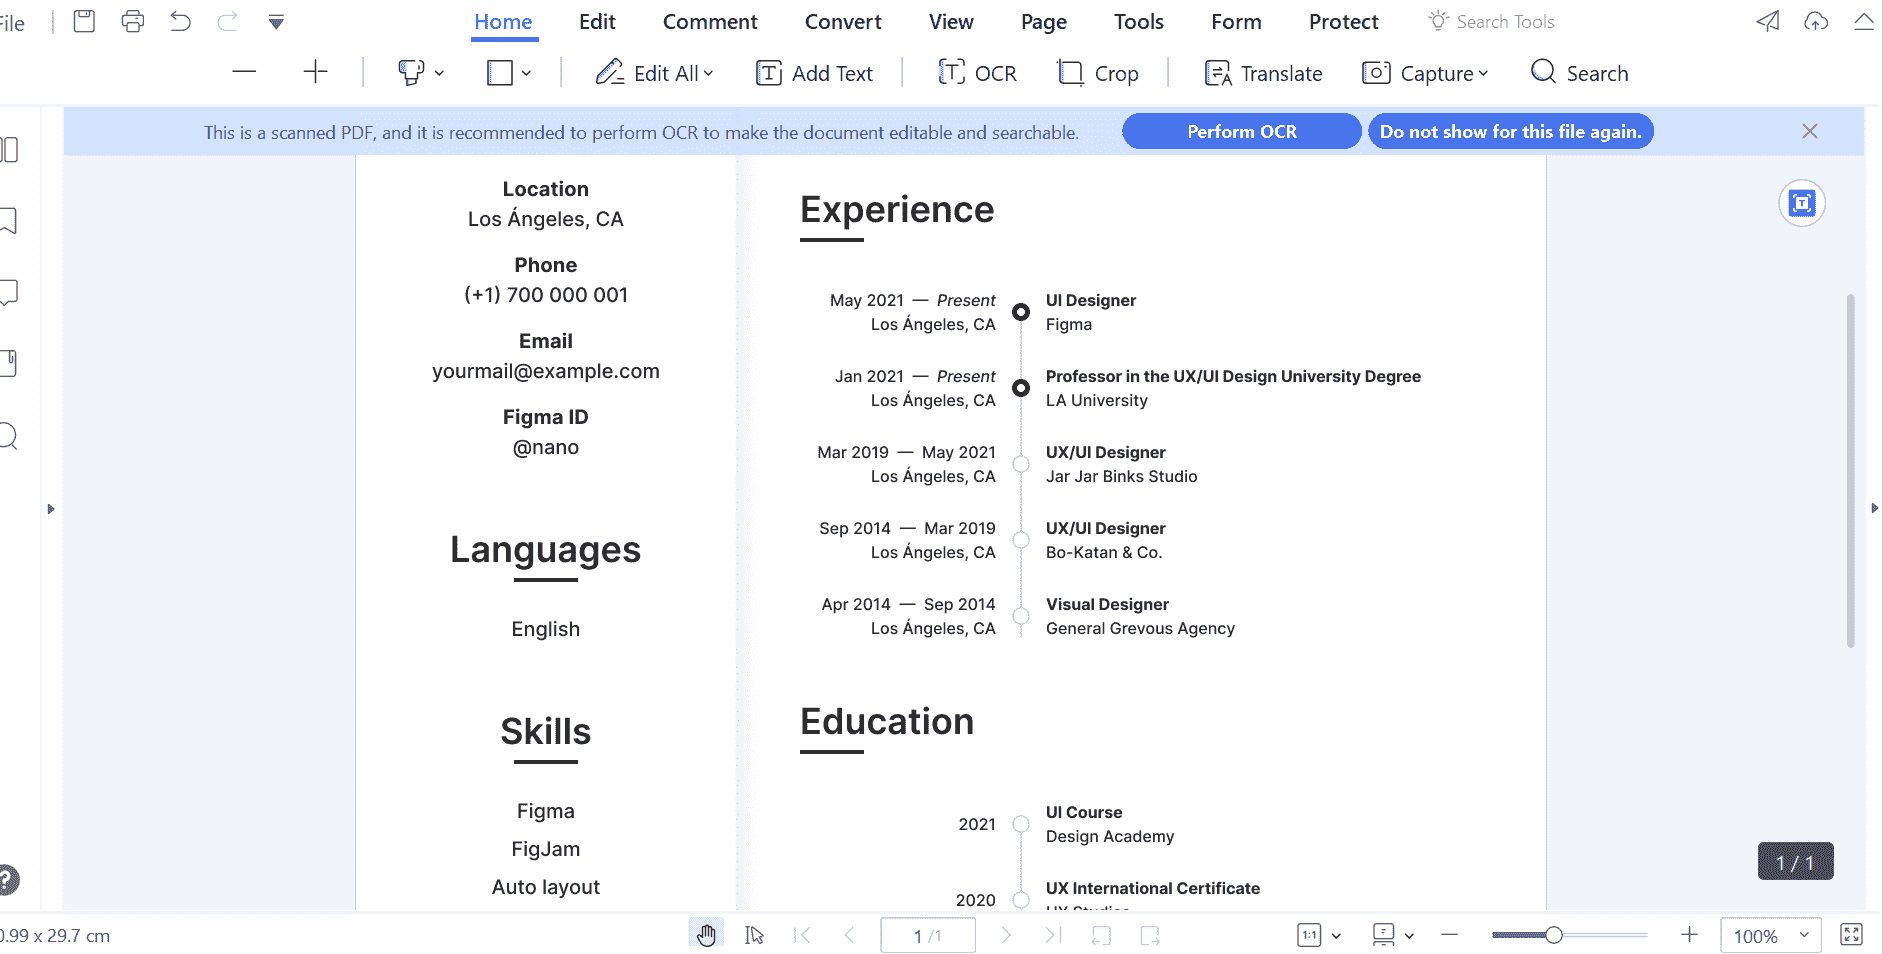 File
Home
Edit
Comment
Convert
View
Page
Tools
Form
Protect
Search Tools
Edit All
Add Text
OCR
Crop
Translate
Capture
Search
This is a scanned PDF, and it is recommended to perform OCR to make the document editable and searchable.
Perform OCR
Do not show for this file again.
Location
Los Ángeles, CA
Phone
(+1) 700 000 001
Email
yourmail@example.com
Figma ID
@nano
Languages
English
Skills
Figma
FigJam
Auto layout
Experience
May 2021 — Present
Los Ángeles, CA
UI Designer
Figma
Jan 2021 — Present
Los Ángeles, CA
Professor in the UX/UI Design University Degree
LA University
Mar 2019 — May 2021
Los Ángeles, CA
UX/UI Designer
Jar Jar Binks Studio
Sep 2014 — Mar 2019
Los Ángeles, CA
UX/UI Designer
Bo-Katan & Co.
Apr 2014 — Sep 2014
Los Ángeles, CA
Visual Designer
General Grevous Agency
Education
2021
UI Course
Design Academy
2020
UX International Certificate
1 / 1
0.99 x 29.7 cm
1 /1
1:1
100%